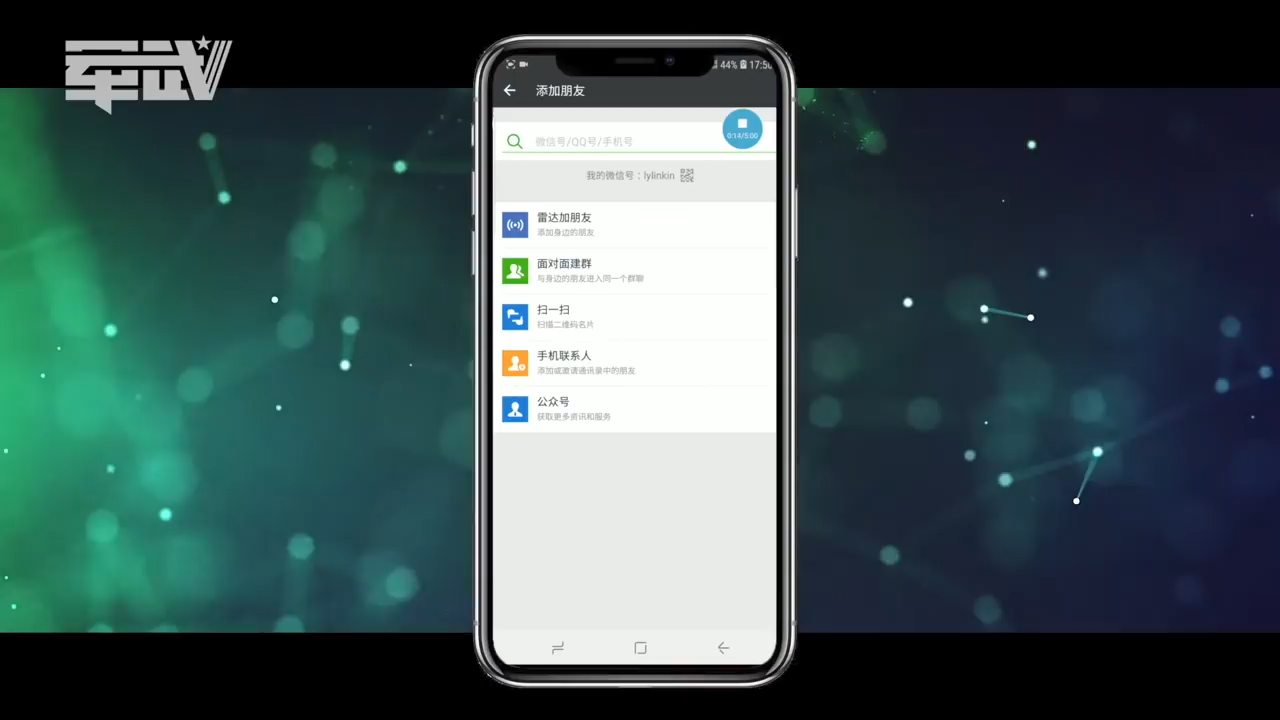 军武
44% 17:50
添加朋友
0:14/5:00
微信号/QQ号/手机号
我的微信号：lylinkin
雷达加朋友
添加身边的朋友
面对面建群
与身边的朋友进入同一个群聊
扫一扫
扫描二维码名片
手机联系人
添加或邀请通讯录中的朋友
公众号
获取更多资讯和服务